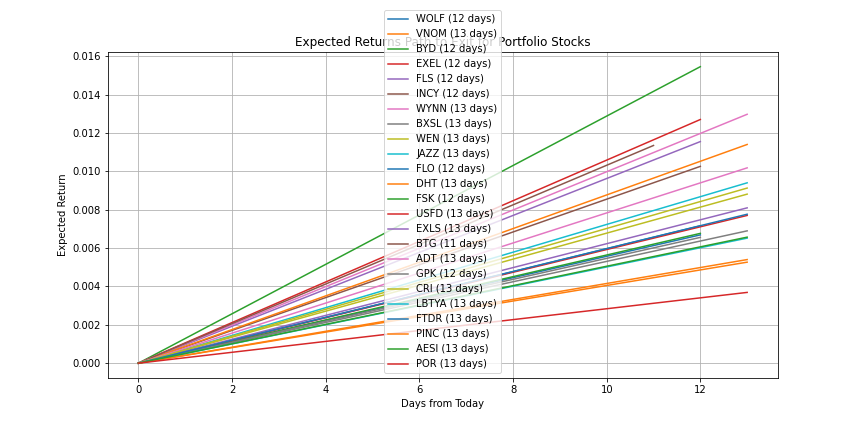 Expected Returns Path to Exit for Portfolio Stocks
WOLF (12 days)
VNOM (13 days)
BYD (12 days)
EXEL (12 days)
FLS (12 days)
INCY (12 days)
WYNN (13 days)
BXSL (13 days)
WEN (13 days)
JAZZ (13 days)
FLO (12 days)
DHT (13 days)
FSK (12 days)
USFD (13 days)
EXLS (13 days)
BTG (11 days)
ADT (13 days)
GPK (12 days)
CRI (13 days)
LBTYA (13 days)
FTDR (13 days)
PINC (13 days)
AESI (13 days)
POR (13 days)
Expected Return
0.016
0.014
0.012
0.010
0.008
0.006
0.004
0.002
0.000
0 2 4 6 8 10 12
Days from Today